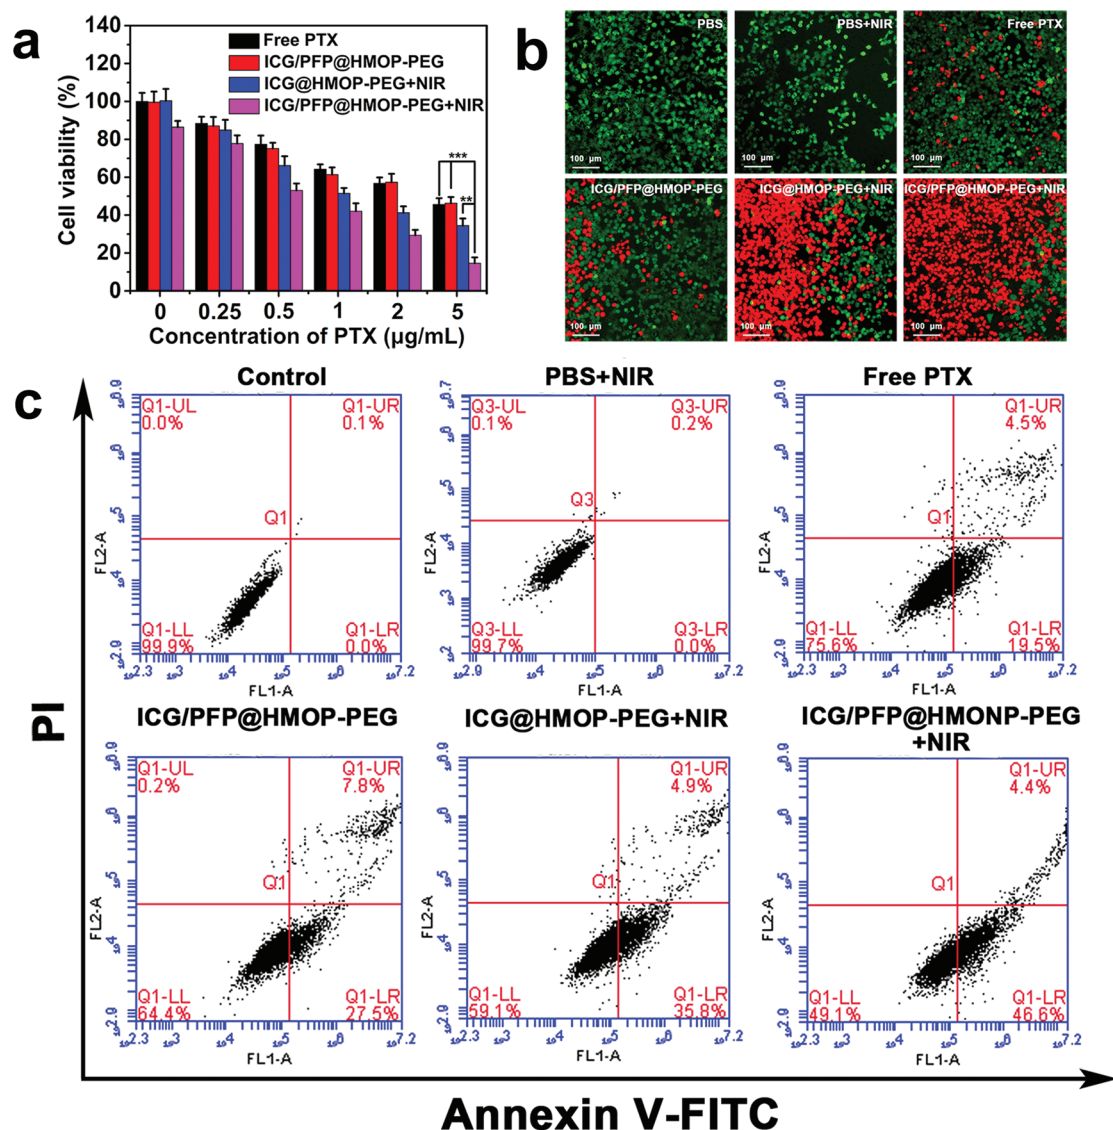 a
140
120
100
80
60
40
20
0
Cell viability (%)
Free PTX
ICG/PFP@HMOP-PEG
ICG@HMOP-PEG+NIR
ICG/PFP@HMOP-PEG+NIR
***
**
0 0.25 0.5 1 2 5
Concentration of PTX (μg/mL)
b
PBS
100 μm
PBS+NIR
100 μm
Free PTX
100 μm
ICG/PFP@HMOP-PEG
100 μm
ICG@HMOP-PEG+NIR
100 μm
ICG/PFP@HMOP-PEG+NIR
100 μm
c
PI
Control
Q1-UL Q1-UR
0.0% 0.1%
Q1
Q1-LL Q1-LR
99.9% 0.0%
FL2-A
FL1-A
PBS+NIR
Q3-UL Q3-UR
0.1% 0.2%
Q3
Q3-LL Q3-LR
99.7% 0.0%
FL2-A
FL1-A
Free PTX
Q1-UR
4.5%
Q1
Q1-LL Q1-LR
75.6% 19.5%
FL2-A
FL1-A
ICG/PFP@HMOP-PEG
Q1-UL Q1-UR
0.2% 7.8%
Q1
Q1-LL Q1-LR
64.4% 27.5%
FL2-A
FL1-A
ICG@HMOP-PEG+NIR
Q1-UR
4.9%
Q1
Q1-LL Q1-LR
59.1% 35.8%
FL2-A
FL1-A
ICG/PFP@HMONP-PEG
+NIR
Q1-UR
4.4%
Q1
Q1-LL Q1-LR
49.1% 46.6%
FL2-A
FL1-A
Annexin V-FITC